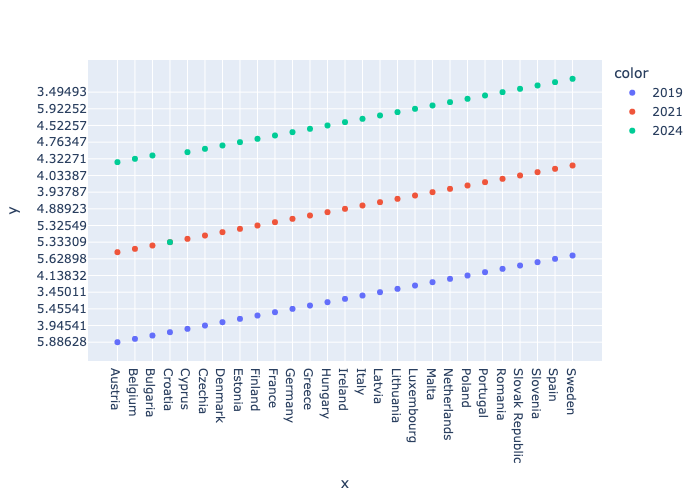 color
2019
2021
2024
y
3.49493
5.92252
4.52257
4.76347
4.32271
4.03387
3.93787
4.88923
5.32549
5.33309
5.62898
4.13832
3.45011
5.45541
3.94541
5.88628
Austria
Belgium
Bulgaria
Croatia
Cyprus
Czechia
Denmark
Estonia
Finland
France
Germany
Greece
Hungary
Ireland
Italy
Latvia
Lithuania
Luxembourg
Malta
Netherlands
Poland
Portugal
Romania
Slovak Republic
Slovenia
Spain
Sweden
x